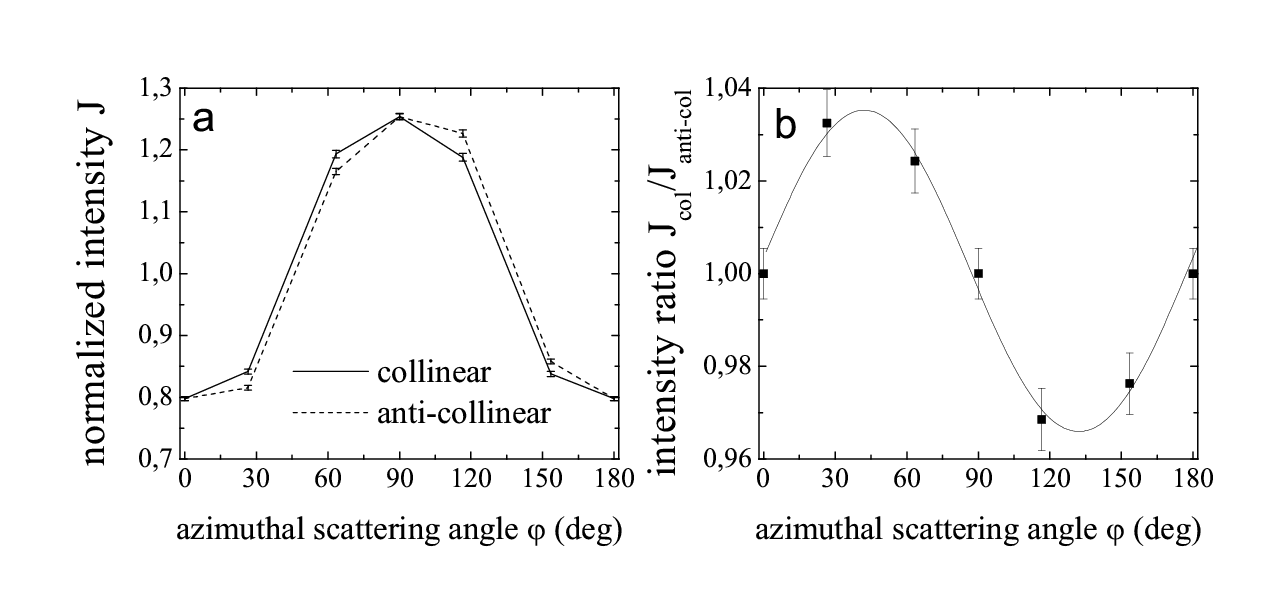 normalized intensity J
1,3
1,2
1,1
1,0
0,9
0,8
0,7
a
collinear
anti-collinear
0 30 60 90 120 150 180
azimuthal scattering angle φ (deg)
intensity ratio Jcol/Janti-col
1,04
1,02
1,00
0,98
0,96
b
0 30 60 90 120 150 180
azimuthal scattering angle φ (deg)